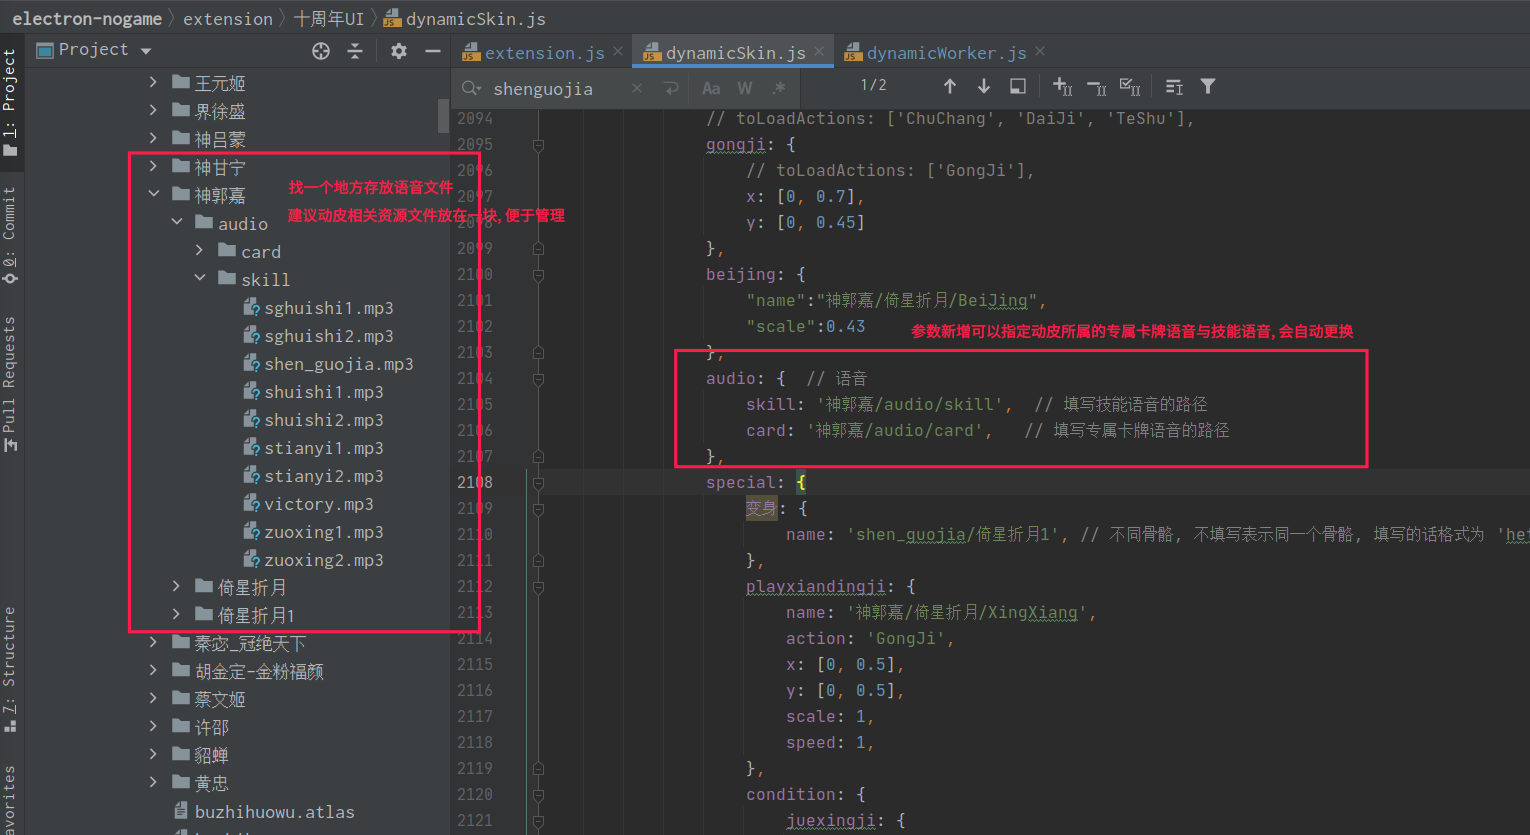 electron-nogame 〉 extension 〉 十周年UI 〉 dynamicSkin.js
Project
extension.js
dynamicSkin.js
dynamicWorker.js
shenguojia
Aa W .*
1/2
1: Project
0: Commit
Pull Requests
7: Structure
avorites
王元姬
界徐盛
神吕蒙
神甘宁
神郭嘉
audio
card
skill
sghuishi1.mp3
sghuishi2.mp3
shen_guojia.mp3
shuishi1.mp3
shuishi2.mp3
stianyi1.mp3
stianyi2.mp3
victory.mp3
zuoxing1.mp3
zuoxing2.mp3
倚星折月
倚星折月1
秦宓_冠绝天下
胡金定-金粉福颜
蔡文姬
许邵
貂蝉
黄忠
buzhihuowu.atlas
找一个地方存放语音文件
建议动皮相关资源文件放在一块,便于管理
2094 // toLoadActions: ['ChuChang', 'DaiJi', 'TeShu'],
2095 gongji: {
2096 // toLoadActions: ['GongJi'],
2097 x: [0, 0.7],
2098 y: [0, 0.45]
2099 },
2100 beijing: {
2101 "name":"神郭嘉/倚星折月/BeiJing",
2102 "scale":0.43
参数新增可以指定动皮所属的专属卡牌语音与技能语音,会自动更换
2103 },
2104 audio: { // 语音
2105 skill: '神郭嘉/audio/skill', // 填写技能语音的路径
2106 card: '神郭嘉/audio/card', // 填写专属卡牌语音的路径
2107 },
2108 special: {
2109 变身: {
2110 name: 'shen_guojia/倚星折月1', // 不同骨骼, 不填写表示同一个骨骼, 填写的话格式为 'het
2111 },
2112 playxiandingji: {
2113 name: '神郭嘉/倚星折月/XingXiang',
2114 action: 'GongJi',
2115 x: [0, 0.5],
2116 y: [0, 0.5],
2117 scale: 1,
2118 speed: 1,
2119 },
2120 condition: {
2121 juexingji: {